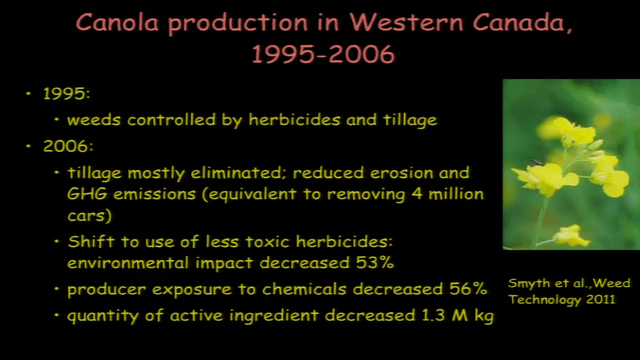 Canola production in Western Canada,
1995-2006
• 1995:
• weeds controlled by herbicides and tillage
• 2006:
• tillage mostly eliminated; reduced erosion and
GHG emissions (equivalent to removing 4 million
cars)
• Shift to use of less toxic herbicides:
environmental impact decreased 53%
• producer exposure to chemicals decreased 56%
• quantity of active ingredient decreased 1.3 M kg
Smyth et al.,Weed
Technology 2011